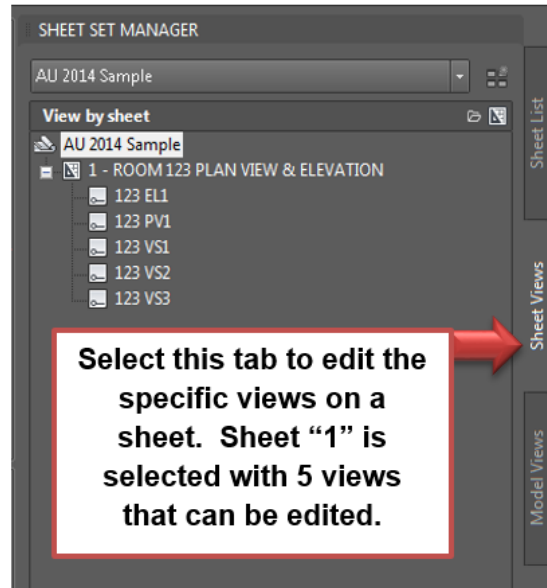 SHEET SET MANAGER
AU 2014 Sample
View by sheet
AU 2014 Sample
1 - ROOM 123 PLAN VIEW & ELEVATION
123 EL1
123 PV1
123 VS1
123 VS2
123 VS3
Select this tab to edit the
specific views on a
sheet. Sheet “1” is
selected with 5 views
that can be edited.
Sheet List
Sheet Views
Model Views